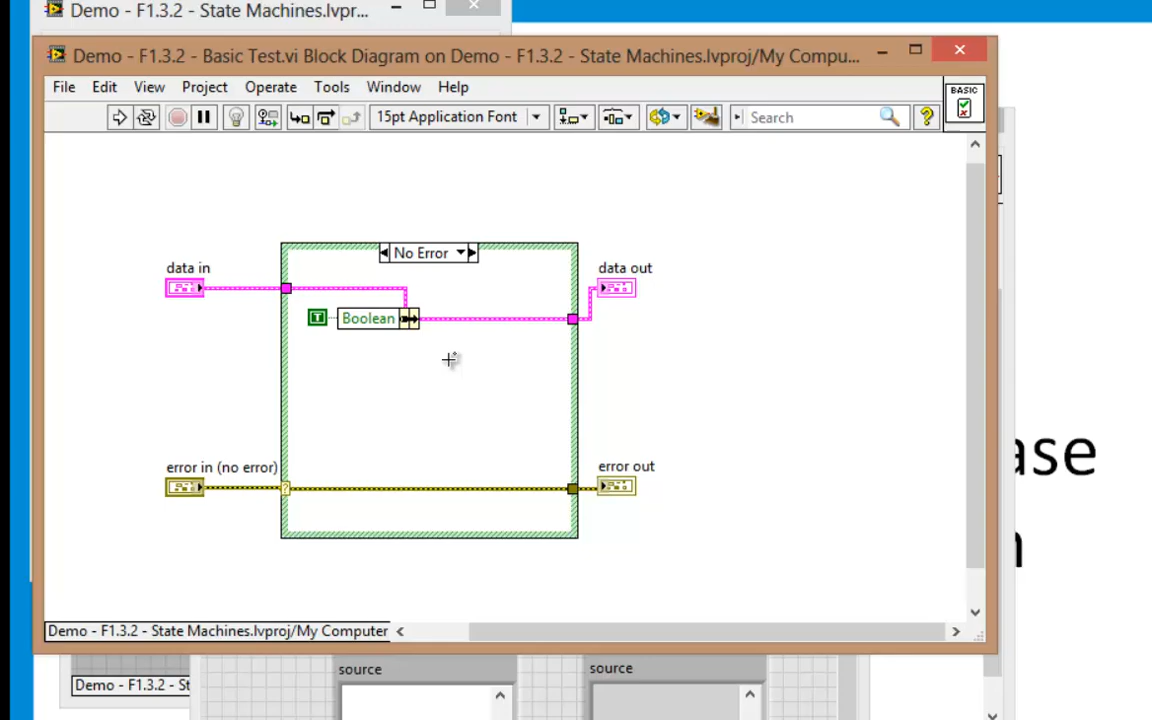 Demo - F1.3.2 - State Machines.lvpr...
Demo - F1.3.2 - Basic Test.vi Block Diagram on Demo - F1.3.2 - State Machines.lvproj/My Compu...
File Edit View Project Operate Tools Window Help
15pt Application Font
Search
?
BASIC
No Error
data in
data out
T
Boolean
error in (no error)
error out
?
ase
n
Demo - F1.3.2 - State Machines.lvproj/My Computer
source
source
Demo - F1.3.2 - St